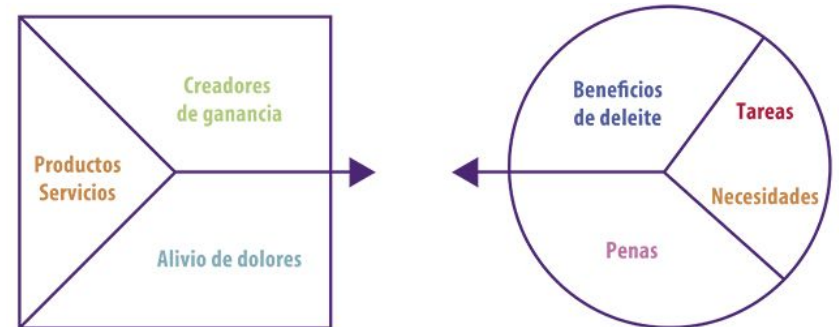 Creadores
de ganancia
Productos
Servicios
Alivio de dolores
Beneficios
de deleite
Tareas
Necesidades
Penas